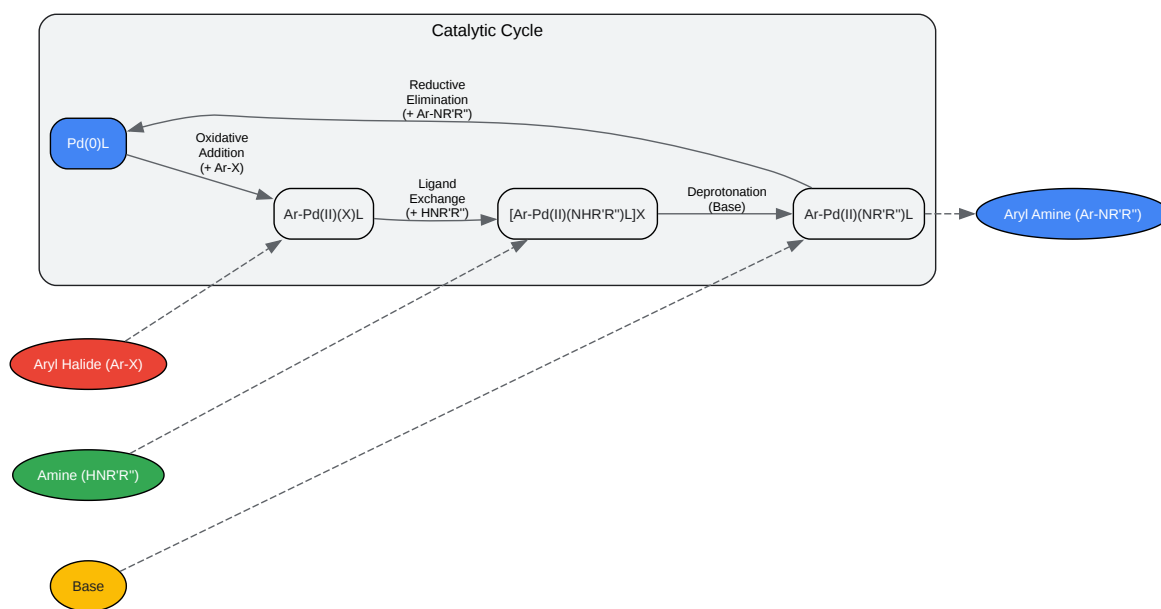 Catalytic Cycle
Reductive
Elimination
(+ Ar-NR'R")
Pd(0)L
Oxidative
Addition
(+ Ar-X)
Ligand
Exchange
(+ HNR'R")
Deprotonation
(Base)
Ar-Pd(II)(X)L
[Ar-Pd(II)(NHR'R")L]X
Ar-Pd(II)(NR'R")L
Aryl Amine (Ar-NR'R")
Aryl Halide (Ar-X)
Amine (HNR'R")
Base